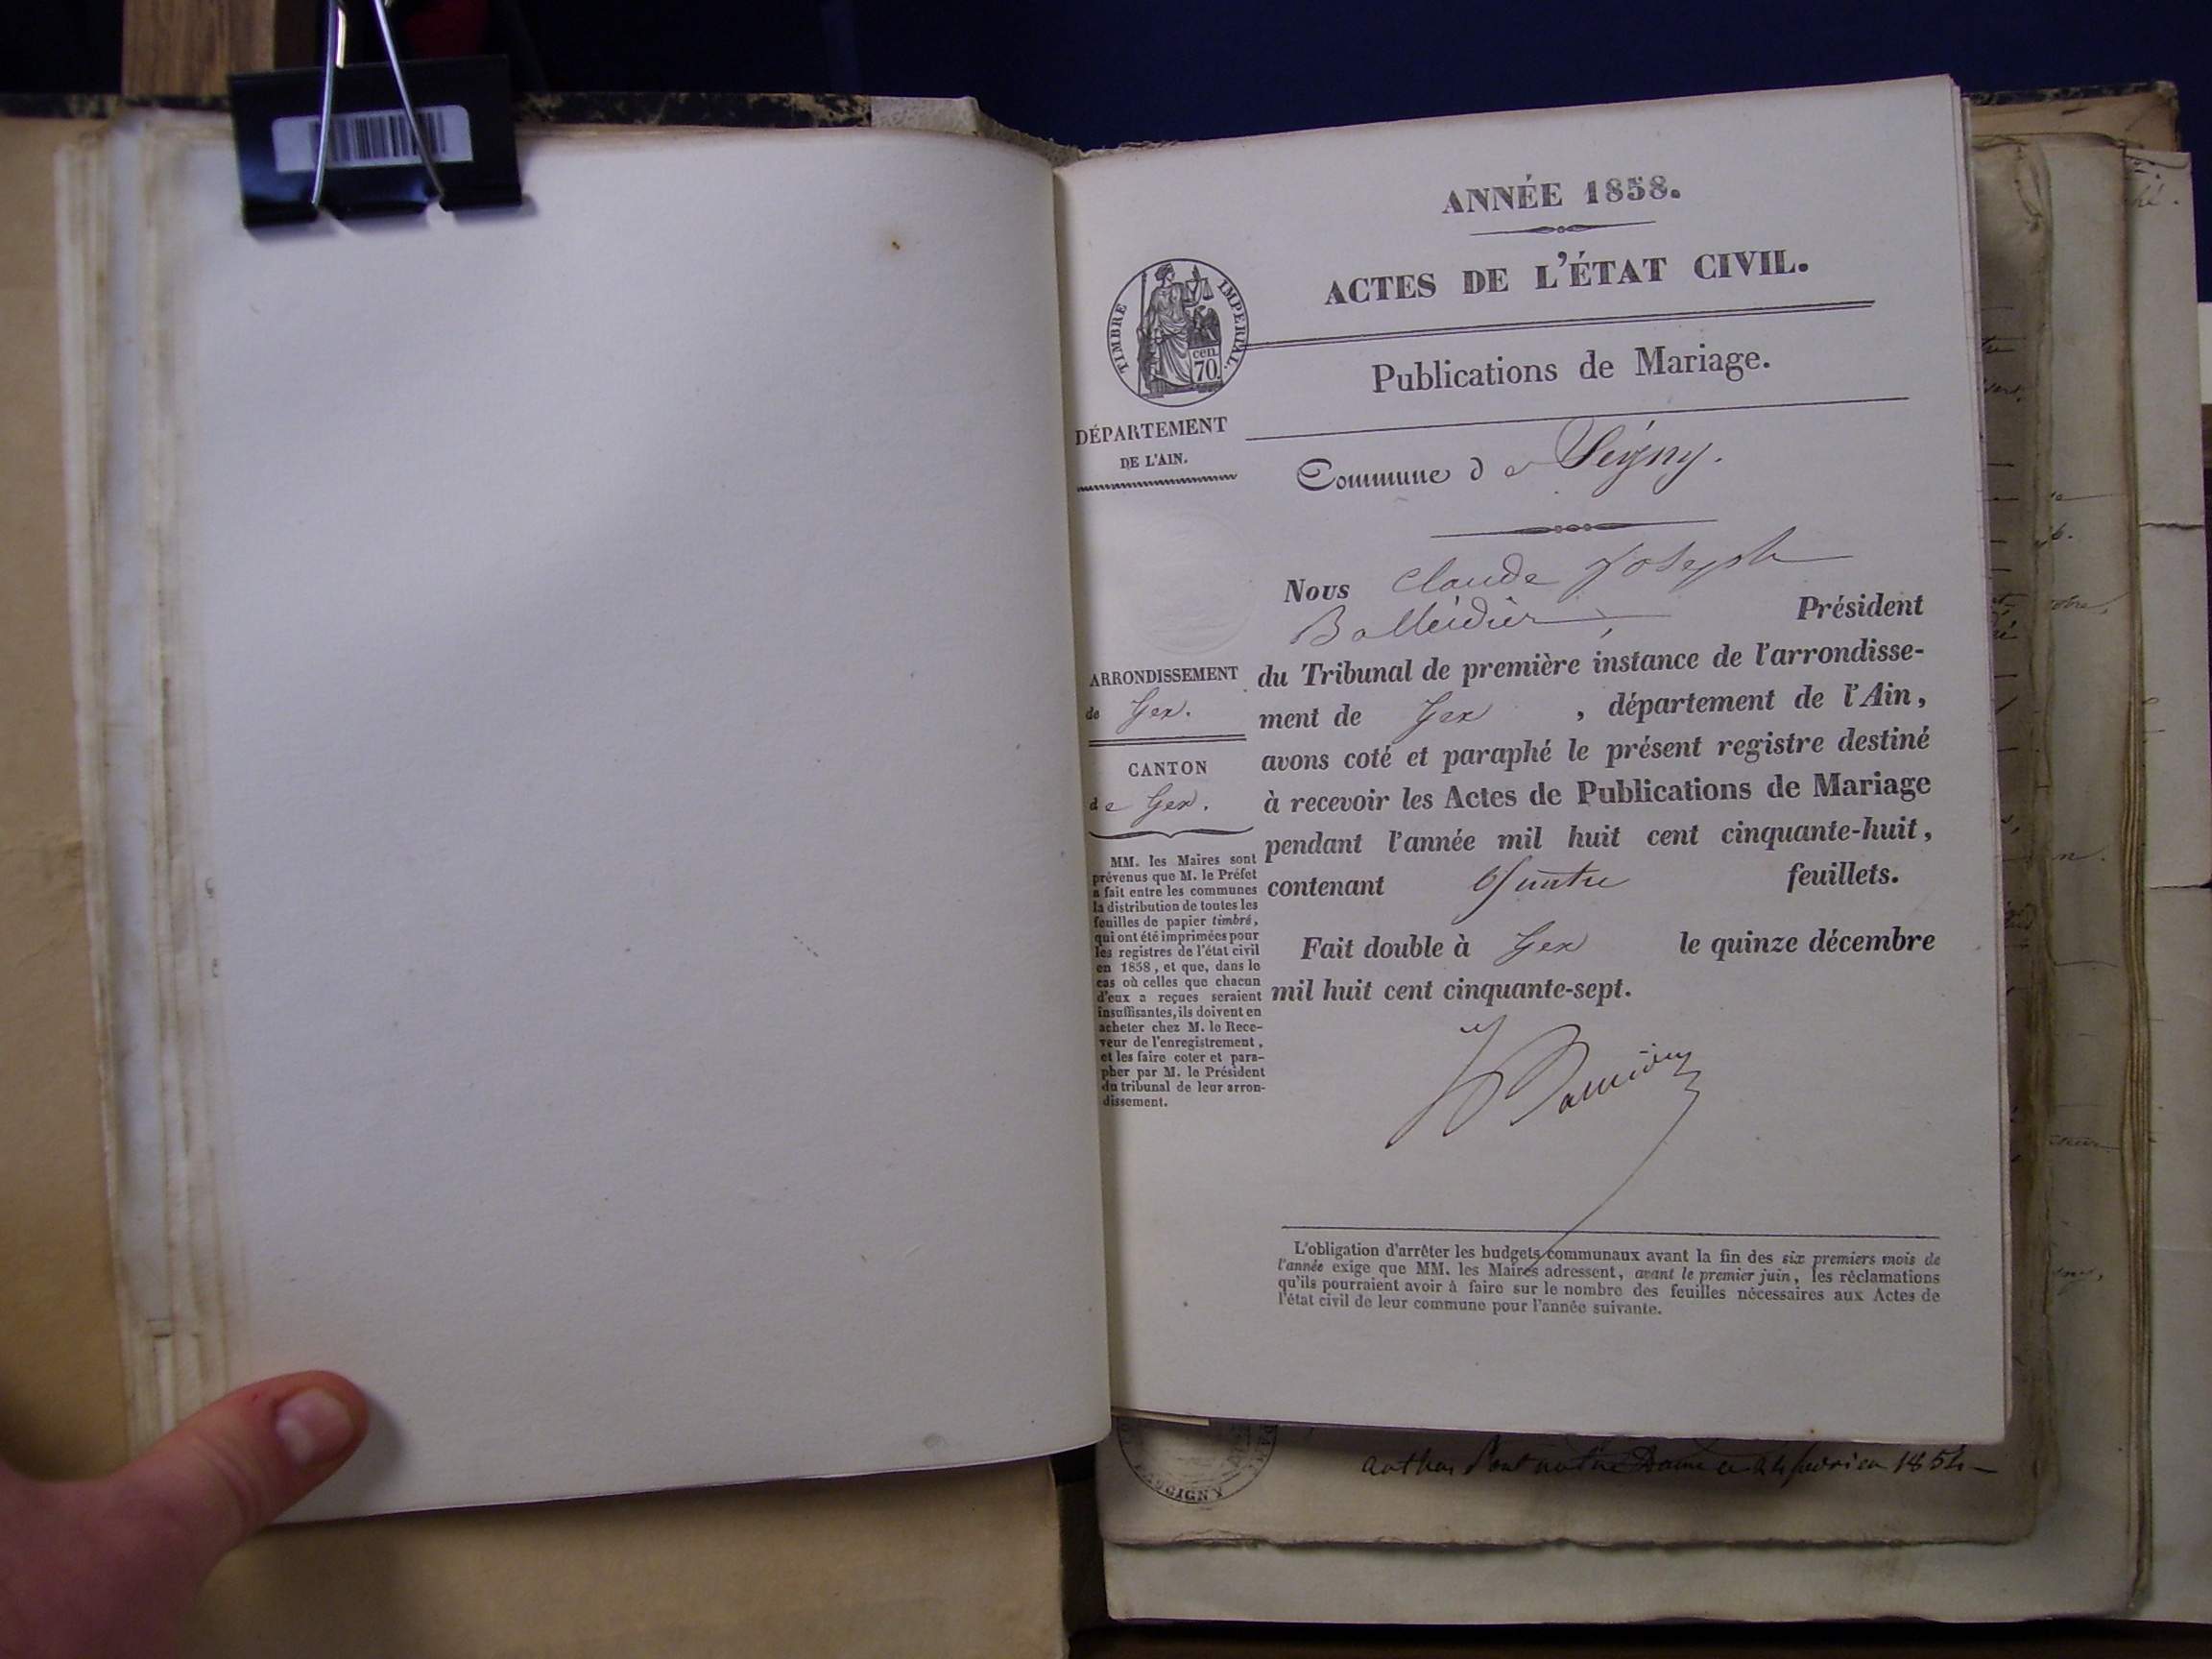 ANNÉE 1858.
ACTES DE L'ÉTAT CIVIL.
TIMBRE IMPERIAL.
cen.
70
Publications de Mariage.
DÉPARTEMENT
DE L'AIN.
Commune de Ségny.
Nous Claude Joseph
Balleidier, Président
du Tribunal de première instance de l'arrondisse-
ment de Gex, département de l'Ain,
avons coté et paraphé le présent registre destiné
à recevoir les Actes de Publications de Mariage
pendant l'année mil huit cent cinquante-huit,
contenant feuillets.
Fait double à Gex le quinze décembre
mil huit cent cinquante-sept.
ARRONDISSEMENT
de Gex.
CANTON
de Gex.
MM. les Maires sont
prévenus que M. le Préfet
a fait entre les communes
la distribution de toutes les
feuilles de papier timbré,
qui ont été imprimées pour
les registres de l'état civil
en 1858, et que, dans le
cas où celles que chacun
d'eux a reçues seraient
insuffisantes, ils doivent en
acheter chez M. le Rece-
veur de l'enregistrement,
et les faire coter et para-
pher par M. le Président
du tribunal de leur arron-
dissement.
L'obligation d'arrêter les budgets communaux avant la fin des six premiers mois de
l'année exige que MM. les Maires adressent, avant le premier juin, les réclamations
qu'ils pourraient avoir à faire sur le nombre des feuilles nécessaires aux Actes de
l'état civil de leur commune pour l'année suivante.
1854